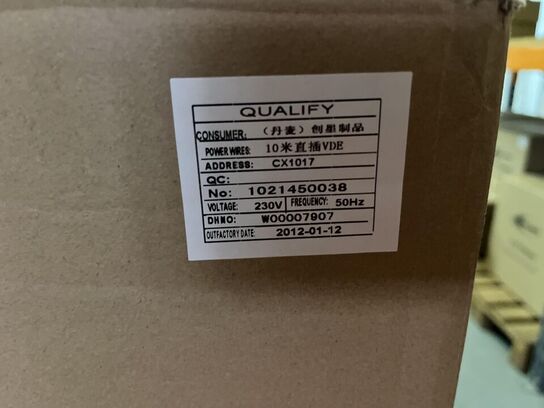 QUALIFY
CONSUMER: （丹麦）创星制品
POWER WIRES: 10米直插VDE
ADDRESS: CX1017
QC:
No: 1021450038
VOLTAGE: 230V FREQUENCY: 50Hz
DHNO: W00007907
OUTFACTORY DATE: 2012-01-12